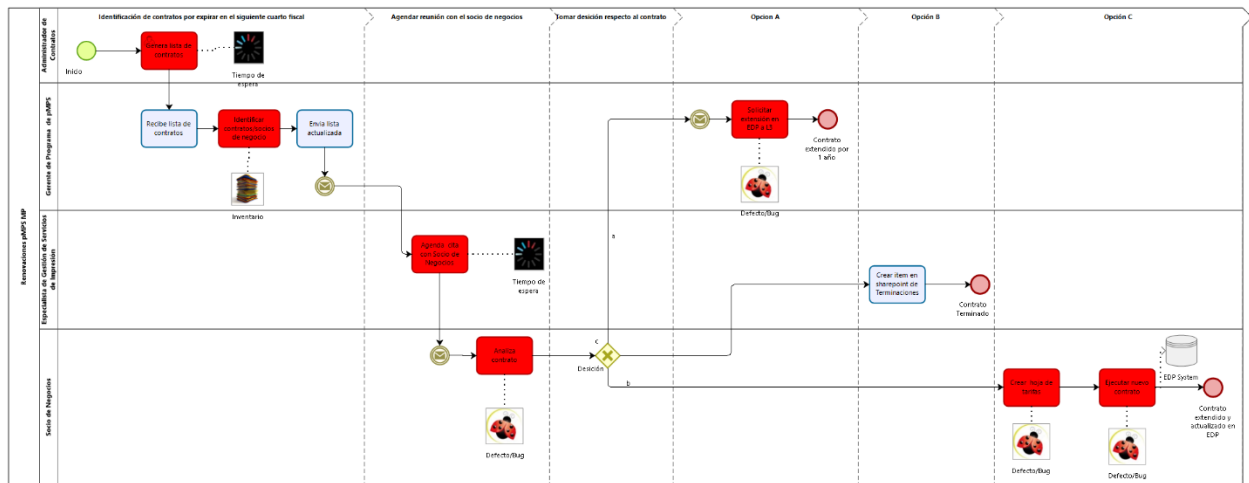 Identificación de contratos por expirar en el siguiente cuarto fiscal
Agendar reunión con el socio de negocios
Tomar desición respecto al contrato
Opcion A
Opción B
Opción C
Renovaciones pMPS MP
Administrador de
Contratos
Inicio
Genera lista de
contratos
Tiempo de
espera
Gerente de Programa de pMPS
Recibe lista de
contratos
Identificar
contratos/socios
de negocio
Envia lista
actualizada
Inventario
Solicitar
extensión en
EDP o LS
Contrato
extendido por
1 año
Defecto/Bug
Especialista de Gestión de Servicios
de Impresión
Agenda cita
con Socio de
Negocios
Tiempo de
espera
a
Crear item en
sharepoint de
Terminaciones
Contrato
Terminado
Socio de Negocios
Analiza
contrato
Defecto/Bug
c
Desición
b
Crear hoja de
tarifas
Defecto/Bug
Ejecutar nuevo
contrato
Defecto/Bug
EDP System
Contrato
extendido y
actualizado en
EDP